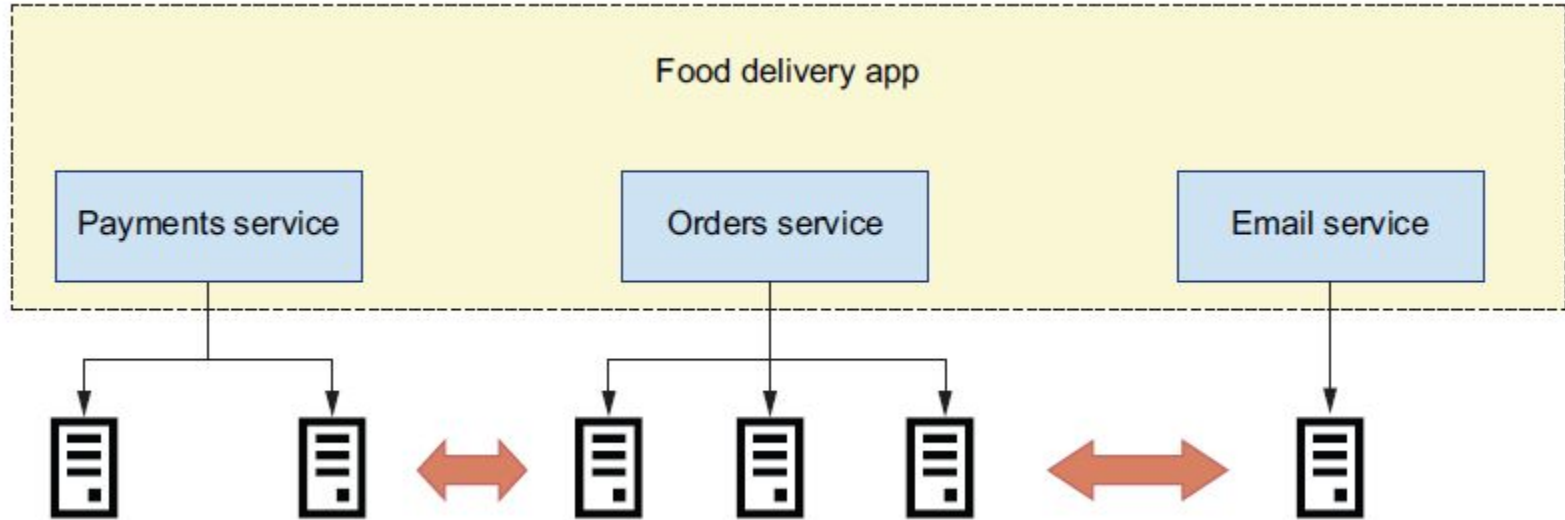 Food delivery app
Payments service
Orders service
Email service